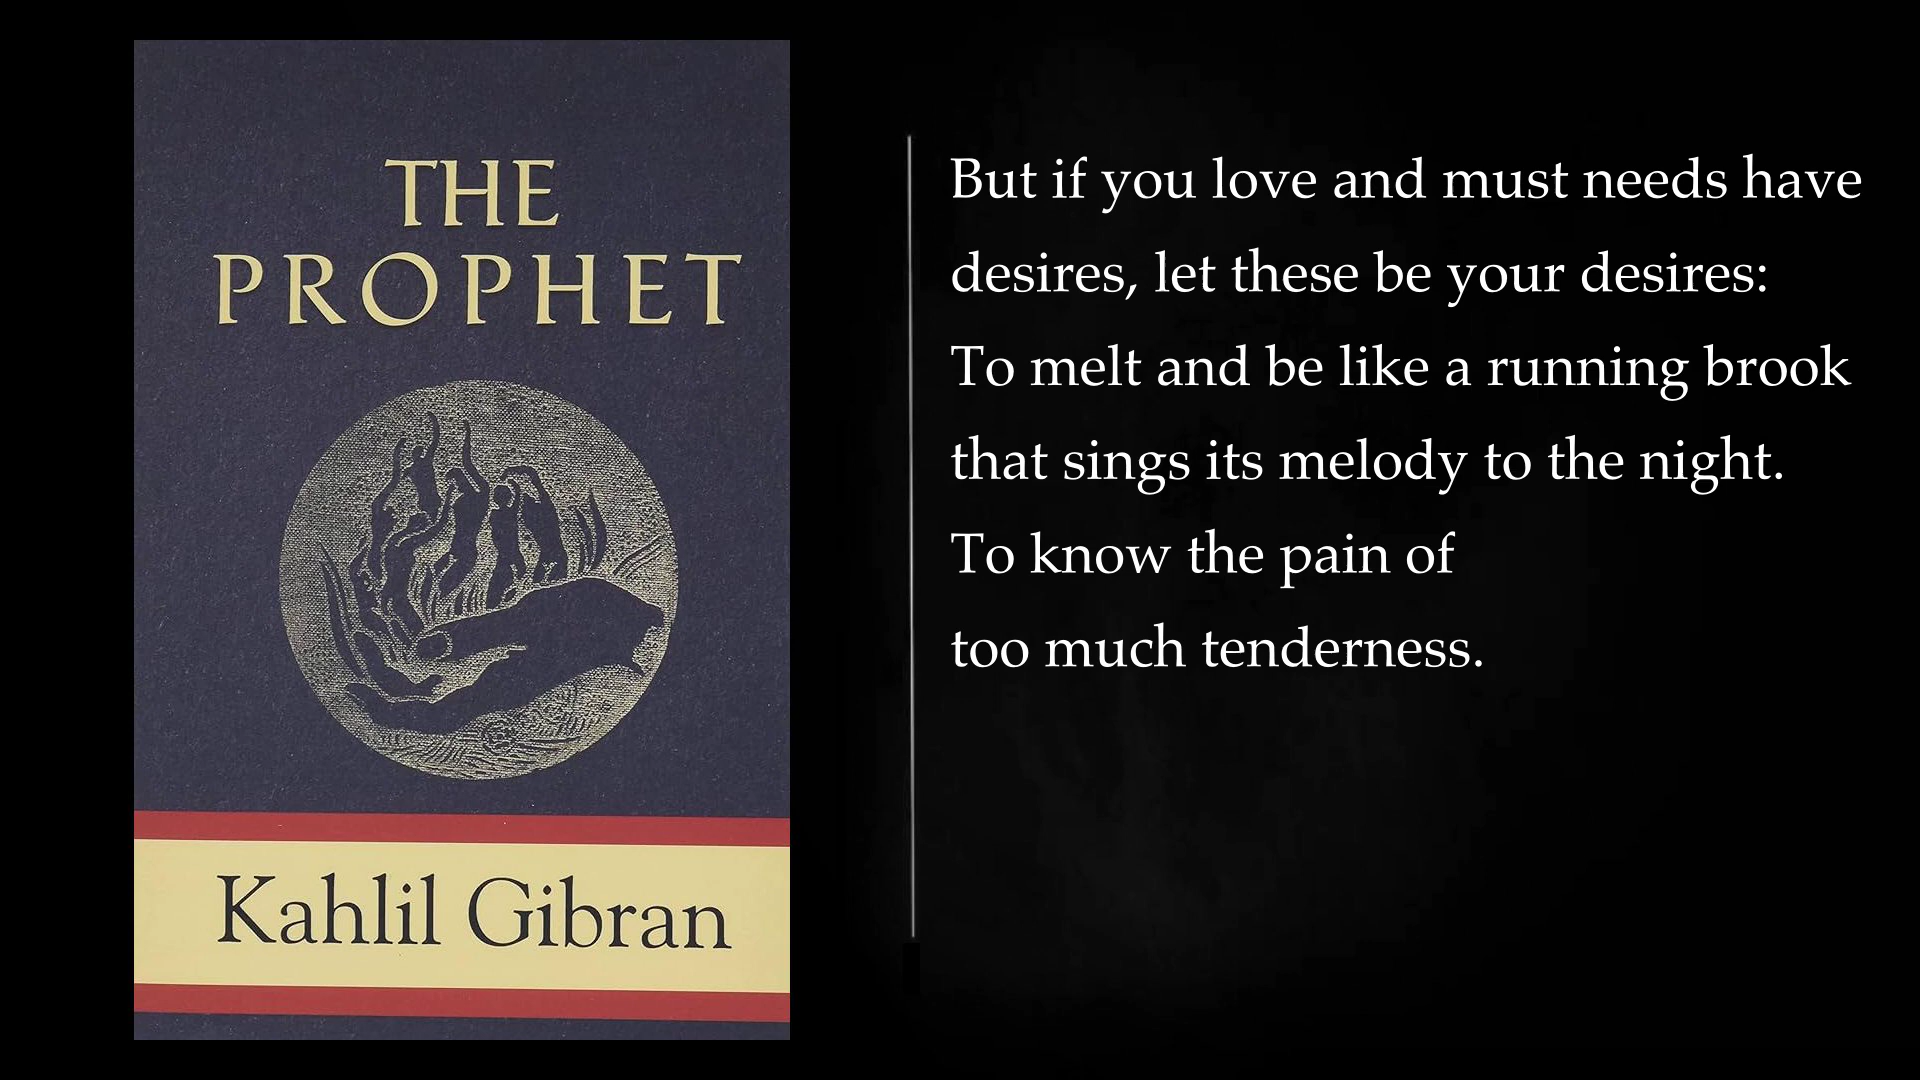 THE
PROPHET
Kahlil Gibran
But if you love and must needs have
desires, let these be your desires:
To melt and be like a running brook
that sings its melody to the night.
To know the pain of
too much tenderness.